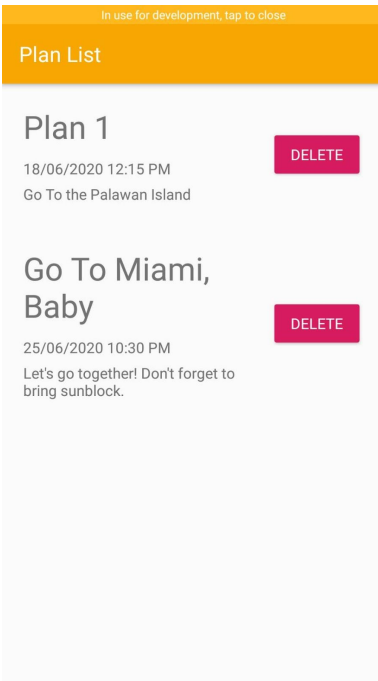 In use for development, tap to close
Plan List
Plan 1
18/06/2020 12:15 PM
Go To the Palawan Island
DELETE
Go To Miami,
Baby
25/06/2020 10:30 PM
Let's go together! Don't forget to
bring sunblock.
DELETE